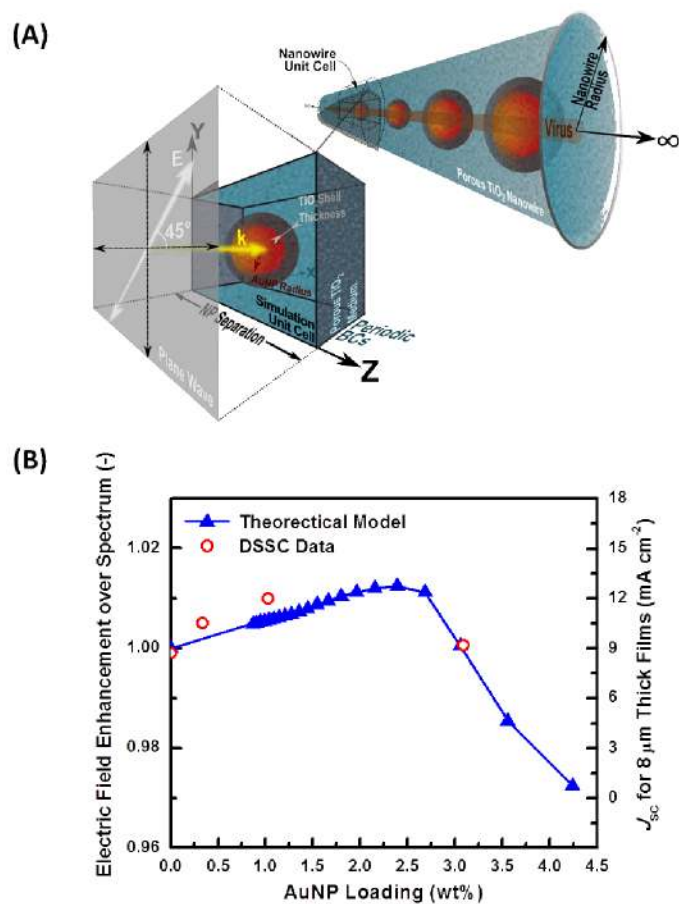 (A)
Nanowire
Unit Cell
Nanowire
Radius
Virus
∞
Porous TiO2 Nanowire
Y
E
45°
k
TiO2 Shell
Thickness
X
AuNP Radius
Simulation
Unit Cell
Porous TiO2
Medium
NP Separation
Periodic
BCs
Plane Wave
Z
(B)
Electric Field Enhancement over Spectrum (-)
1.02
1.00
0.98
0.96
Theorectical Model
DSSC Data
18
15
12
9
6
3
0
JSC for 8 μm Thick Films (mA cm-2)
0.0 0.5 1.0 1.5 2.0 2.5 3.0 3.5 4.0 4.5
AuNP Loading (wt%)